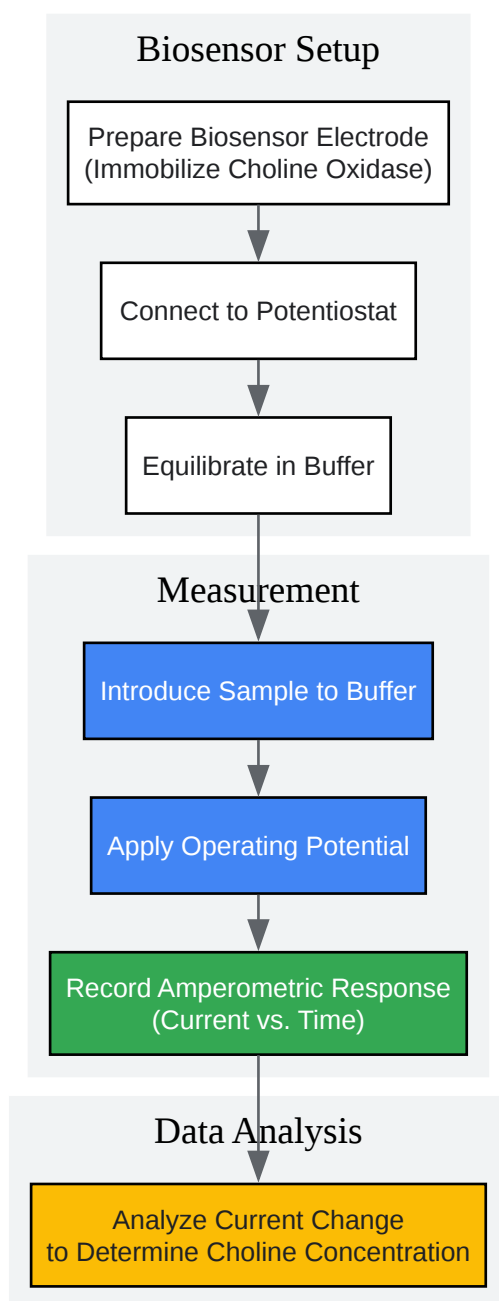 Biosensor Setup
Prepare Biosensor Electrode
(Immobilize Choline Oxidase)
Connect to Potentiostat
Equilibrate in Buffer
Measurement
Introduce Sample to Buffer
Apply Operating Potential
Record Amperometric Response
(Current vs. Time)
Data Analysis
Analyze Current Change
to Determine Choline Concentration